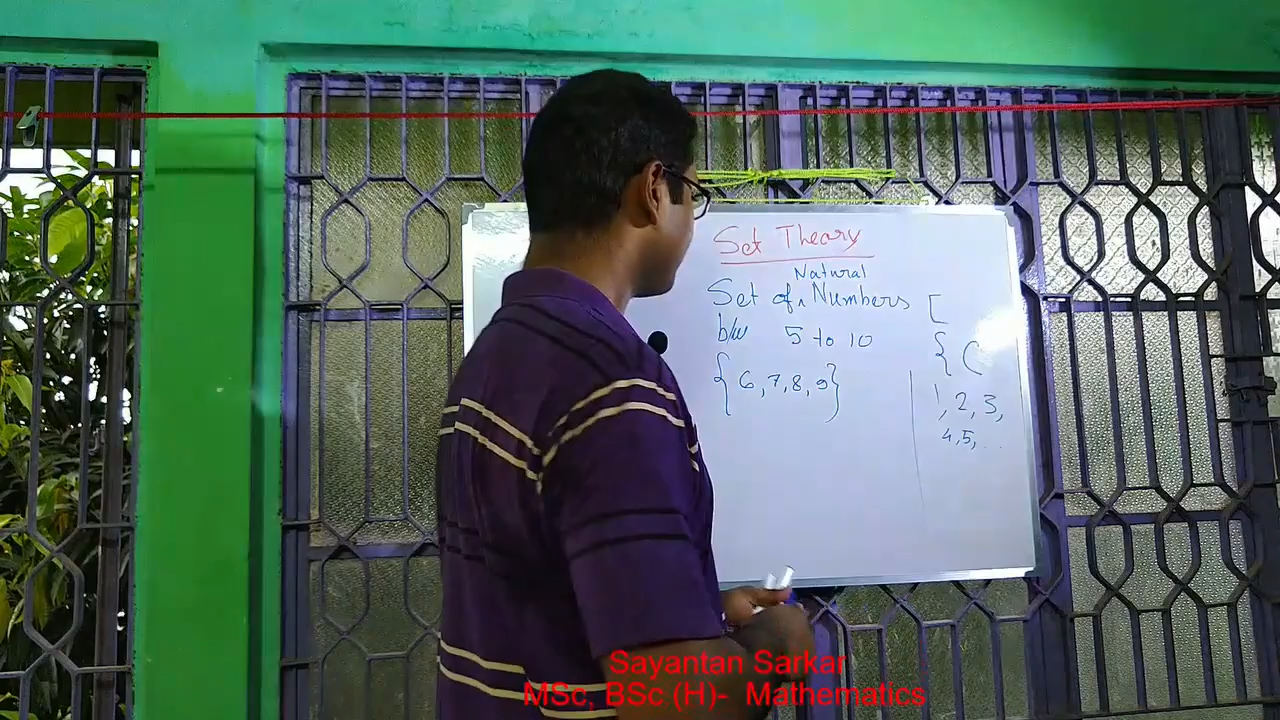 Set Theory
Natural
Set of ^ Numbers
b/w 5 to 10
{6, 7, 8, 9}
[
{ (
1, 2, 3,
4, 5, ...
Sayantan Sarkar
MSc, BSc (H)- Mathematics